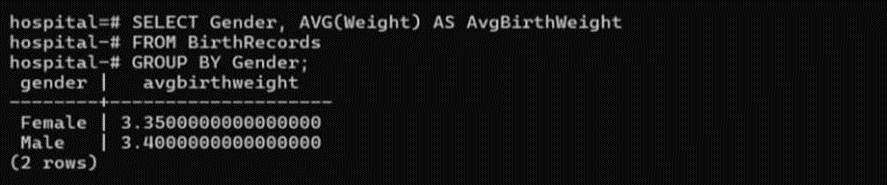 hospital=# SELECT Gender, AVG(Weight) AS AvgBirthWeight
hospital-# FROM BirthRecords
hospital-# GROUP BY Gender;
 gender |   avgbirthweight
--------+--------------------
 Female | 3.3500000000000000
 Male   | 3.4000000000000000
(2 rows)